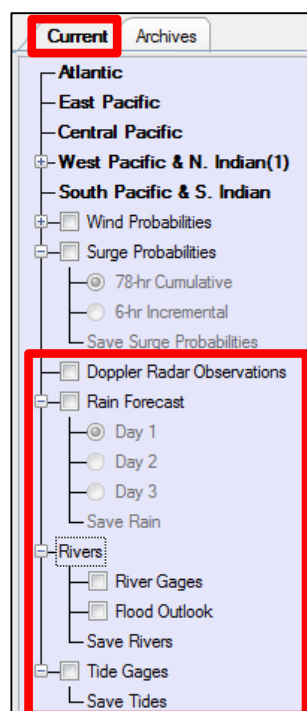 Current Archives
Atlantic
East Pacific
Central Pacific
West Pacific & N. Indian(1)
South Pacific & S. Indian
Wind Probabilities
Surge Probabilities
78-hr Cumulative
6-hr Incremental
Save Surge Probabilities
Doppler Radar Observations
Rain Forecast
Day 1
Day 2
Day 3
Save Rain
Rivers
River Gages
Flood Outlook
Save Rivers
Tide Gages
Save Tides